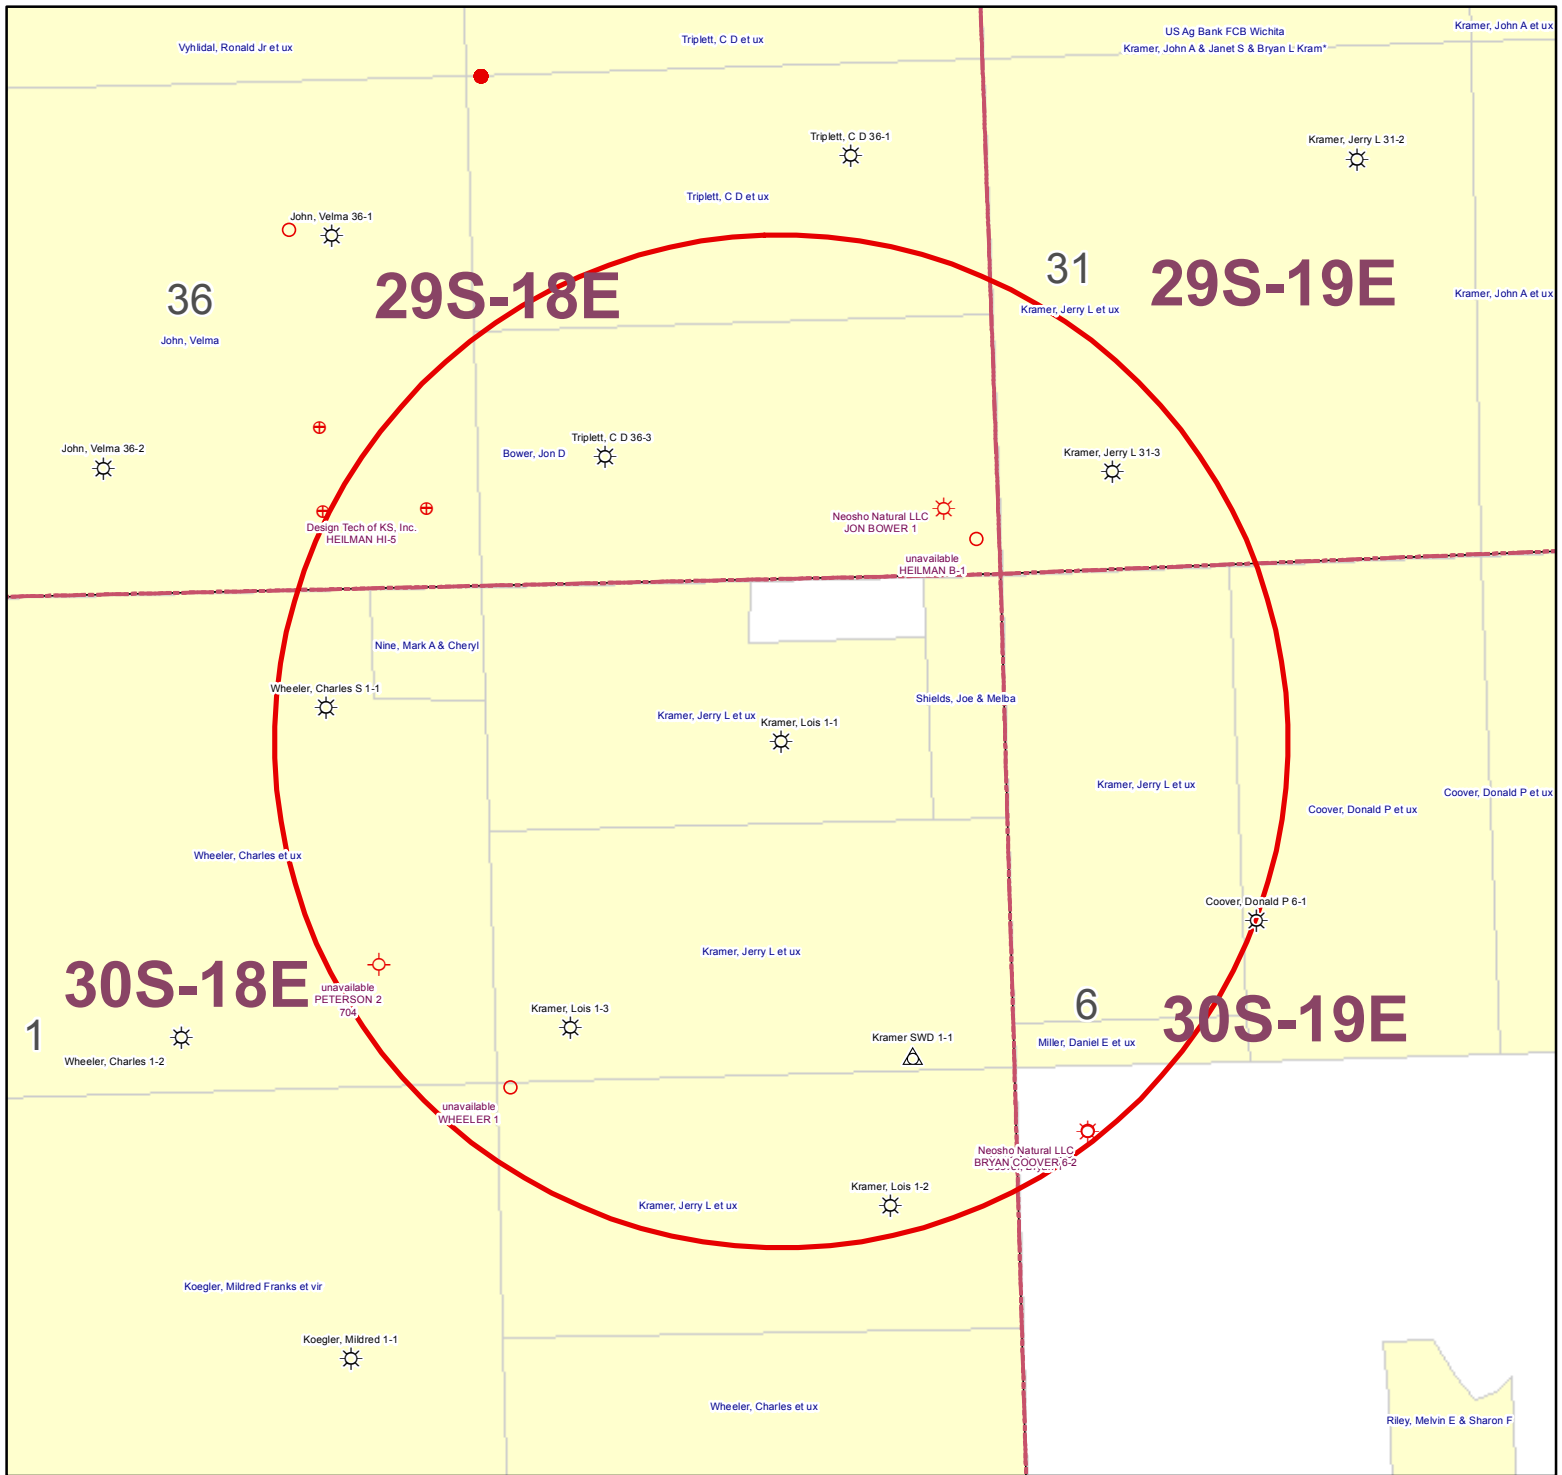 Vyhlidal, Ronald Jr et ux
Triplett, C D et ux
US Ag Bank FCB Wichita
Kramer, John A & Janet S & Bryan L Kram*
Kramer, John A et ux
Triplett, C D 36-1
Kramer, Jerry L 31-2
Triplett, C D et ux
John, Velma 36-1
36
29S-18E
31
29S-19E
Kramer, Jerry L et ux
Kramer, John A et ux
John, Velma
John, Velma 36-2
Triplett, C D 36-3
Bower, Jon D
Kramer, Jerry L 31-3
Design Tech of KS, Inc.
HEILMAN HI-5
Neosho Natural LLC
JON BOWER 1
unavailable
HEILMAN B-1
Nine, Mark A & Cheryl
Wheeler, Charles S 1-1
Shields, Joe & Melba
Kramer, Jerry L et ux
Kramer, Lois 1-1
Kramer, Jerry L et ux
Coover, Donald P et ux
Coover, Donald P et ux
Wheeler, Charles et ux
Coover, Donald P 6-1
Kramer, Jerry L et ux
30S-18E
unavailable
PETERSON 2
704
Kramer, Lois 1-3
6
30S-19E
1
Wheeler, Charles 1-2
Kramer SWD 1-1
Miller, Daniel E et ux
unavailable
WHEELER 1
Neosho Natural LLC
BRYAN COOVER 6-2
Kramer, Lois 1-2
Kramer, Jerry L et ux
Koegler, Mildred Franks et vir
Koegler, Mildred 1-1
Wheeler, Charles et ux
Riley, Melvin E & Sharon F